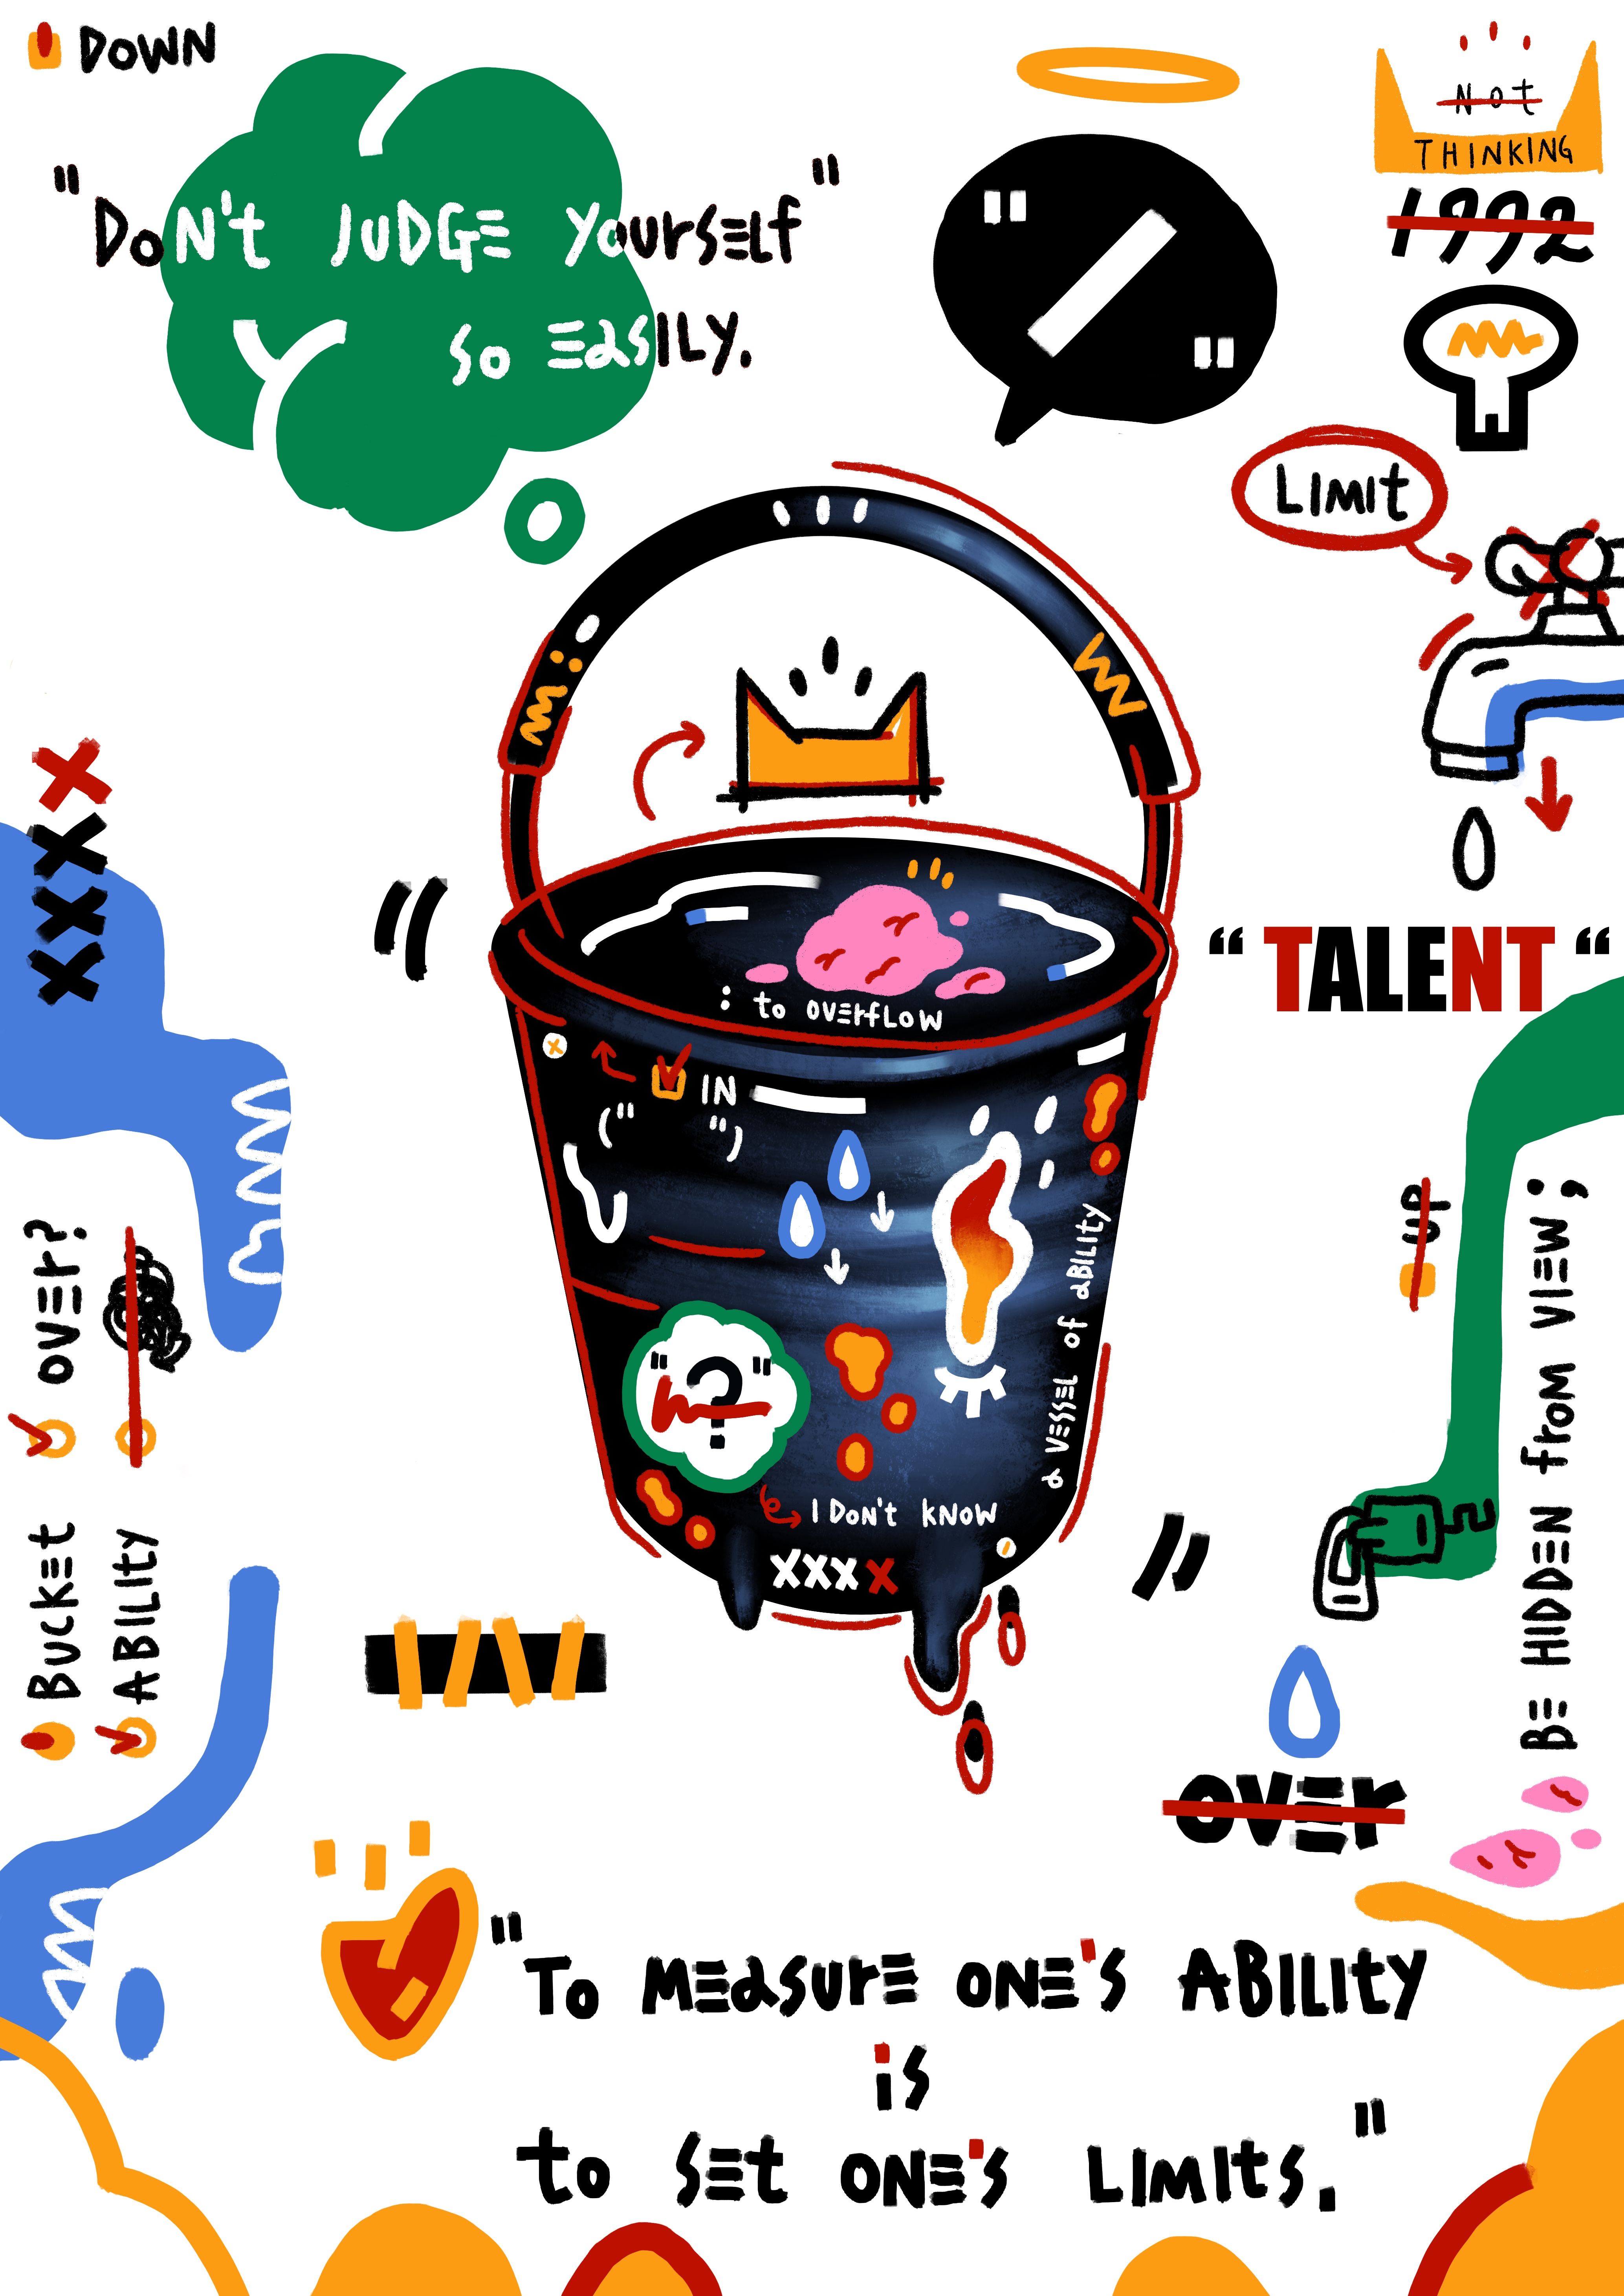 DOWN
"DoN't JUDGE YoursElf"
so EasILY.
" "
Not
THINKING
1992
LIMIt
XXXX
: to ovErfLow
IN
(" ")
" TALENT "
a VESSEL of aBILIty
"?"
I DoN't kNow
XXXX
ovEr?
BuckEt
ABILIty
up
BE HIDDEN from VIEW ;
ovEr
"To MEasurE oNE's ABILIty
is
to sEt oNE's LIMIts."